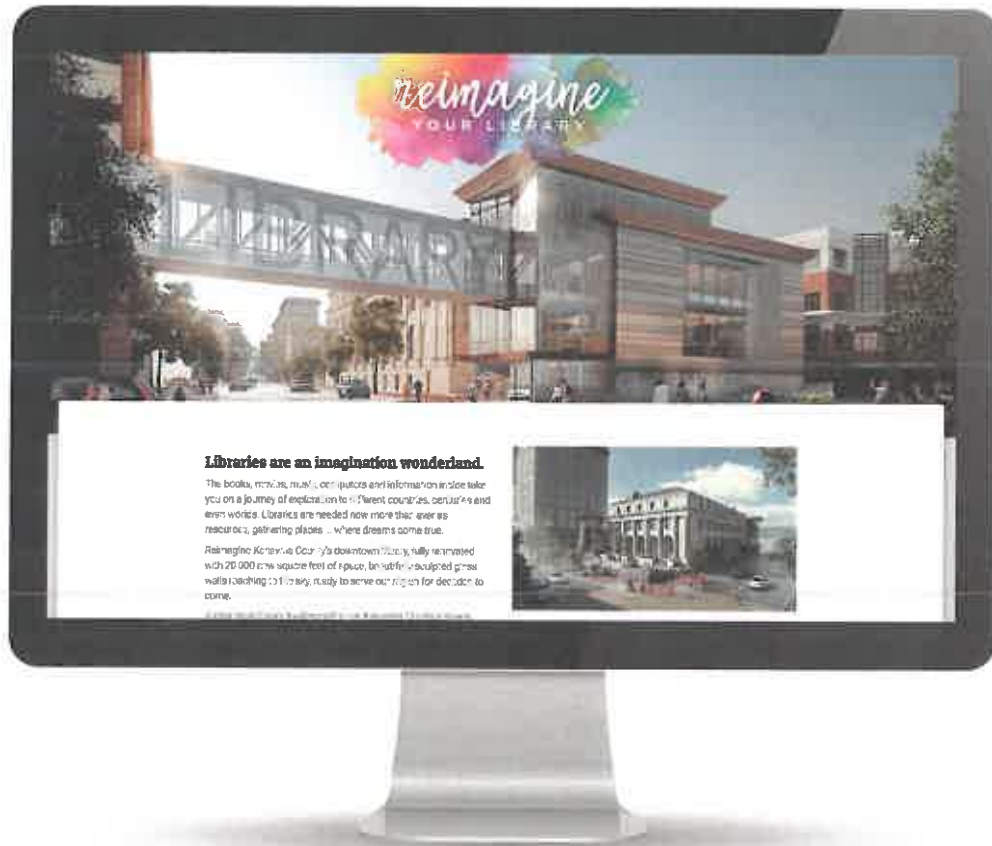 reimagine
YOUR LIBRARY
LIBRARY
Libraries are an imagination wonderland.
The books, movies, music, computers and information inside take
you on a journey of exploration to different countries, centuries and
even worlds. Libraries are needed now more than ever as
resources, gathering places ... where dreams come true.
Reimagine Kanawha County's downtown library, fully renovated
with 20,000 new square feet of space, beautifully sculpted glass
walls reaching to the sky, ready to serve our region for decades to
come.